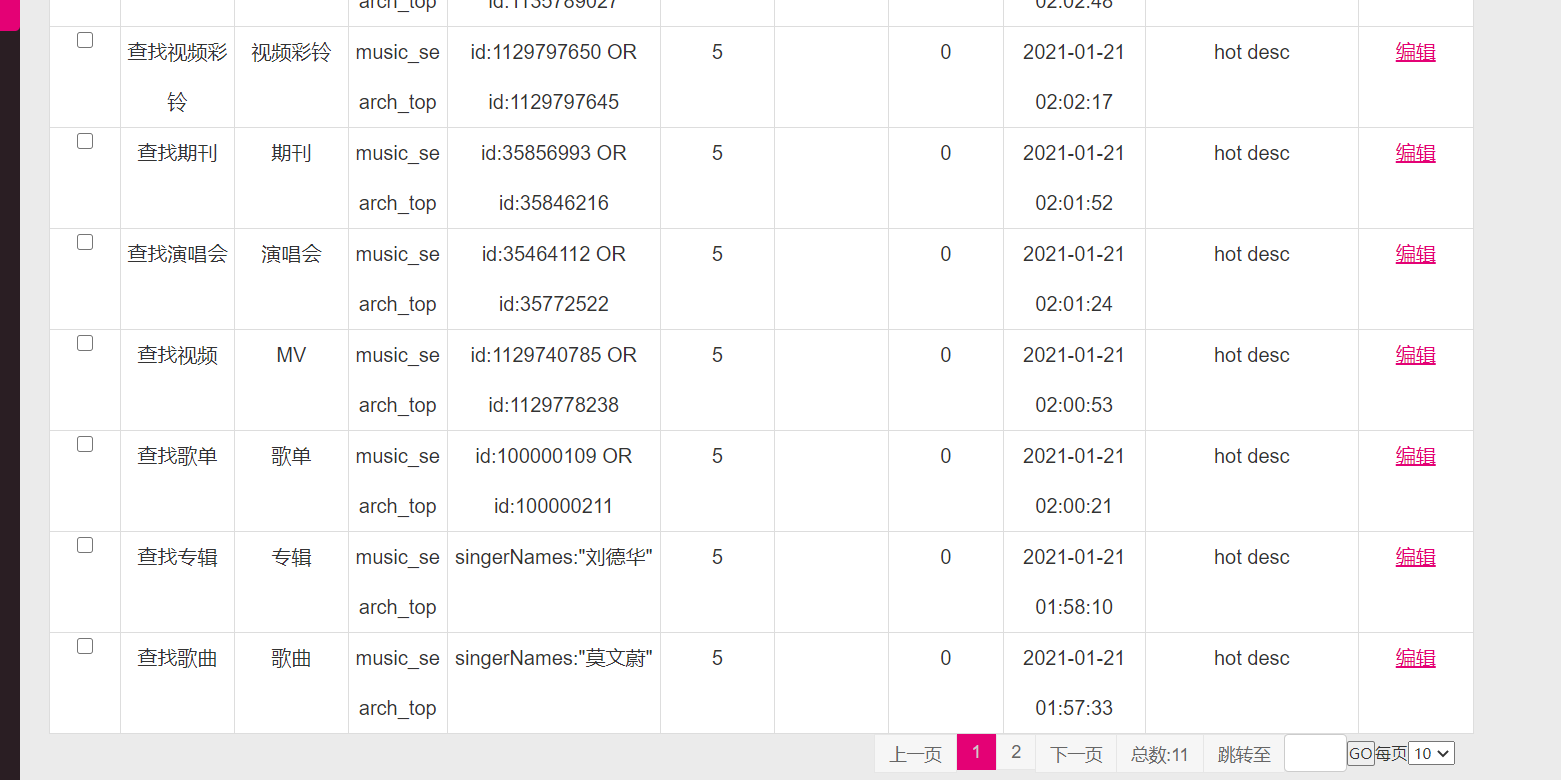 arch_top id:1135789027 02:02:48
查找视频彩 视频彩铃 music_se id:1129797650 OR 5 0 2021-01-21 hot desc 编辑
铃 arch_top id:1129797645 02:02:17
查找期刊 期刊 music_se id:35856993 OR 5 0 2021-01-21 hot desc 编辑
arch_top id:35846216 02:01:52
查找演唱会 演唱会 music_se id:35464112 OR 5 0 2021-01-21 hot desc 编辑
arch_top id:35772522 02:01:24
查找视频 MV music_se id:1129740785 OR 5 0 2021-01-21 hot desc 编辑
arch_top id:1129778238 02:00:53
查找歌单 歌单 music_se id:100000109 OR 5 0 2021-01-21 hot desc 编辑
arch_top id:100000211 02:00:21
查找专辑 专辑 music_se singerNames:"刘德华" 5 0 2021-01-21 hot desc 编辑
arch_top 01:58:10
查找歌曲 歌曲 music_se singerNames:"莫文蔚" 5 0 2021-01-21 hot desc 编辑
arch_top 01:57:33
上一页 1 2 下一页 总数:11 跳转至 GO 每页 10